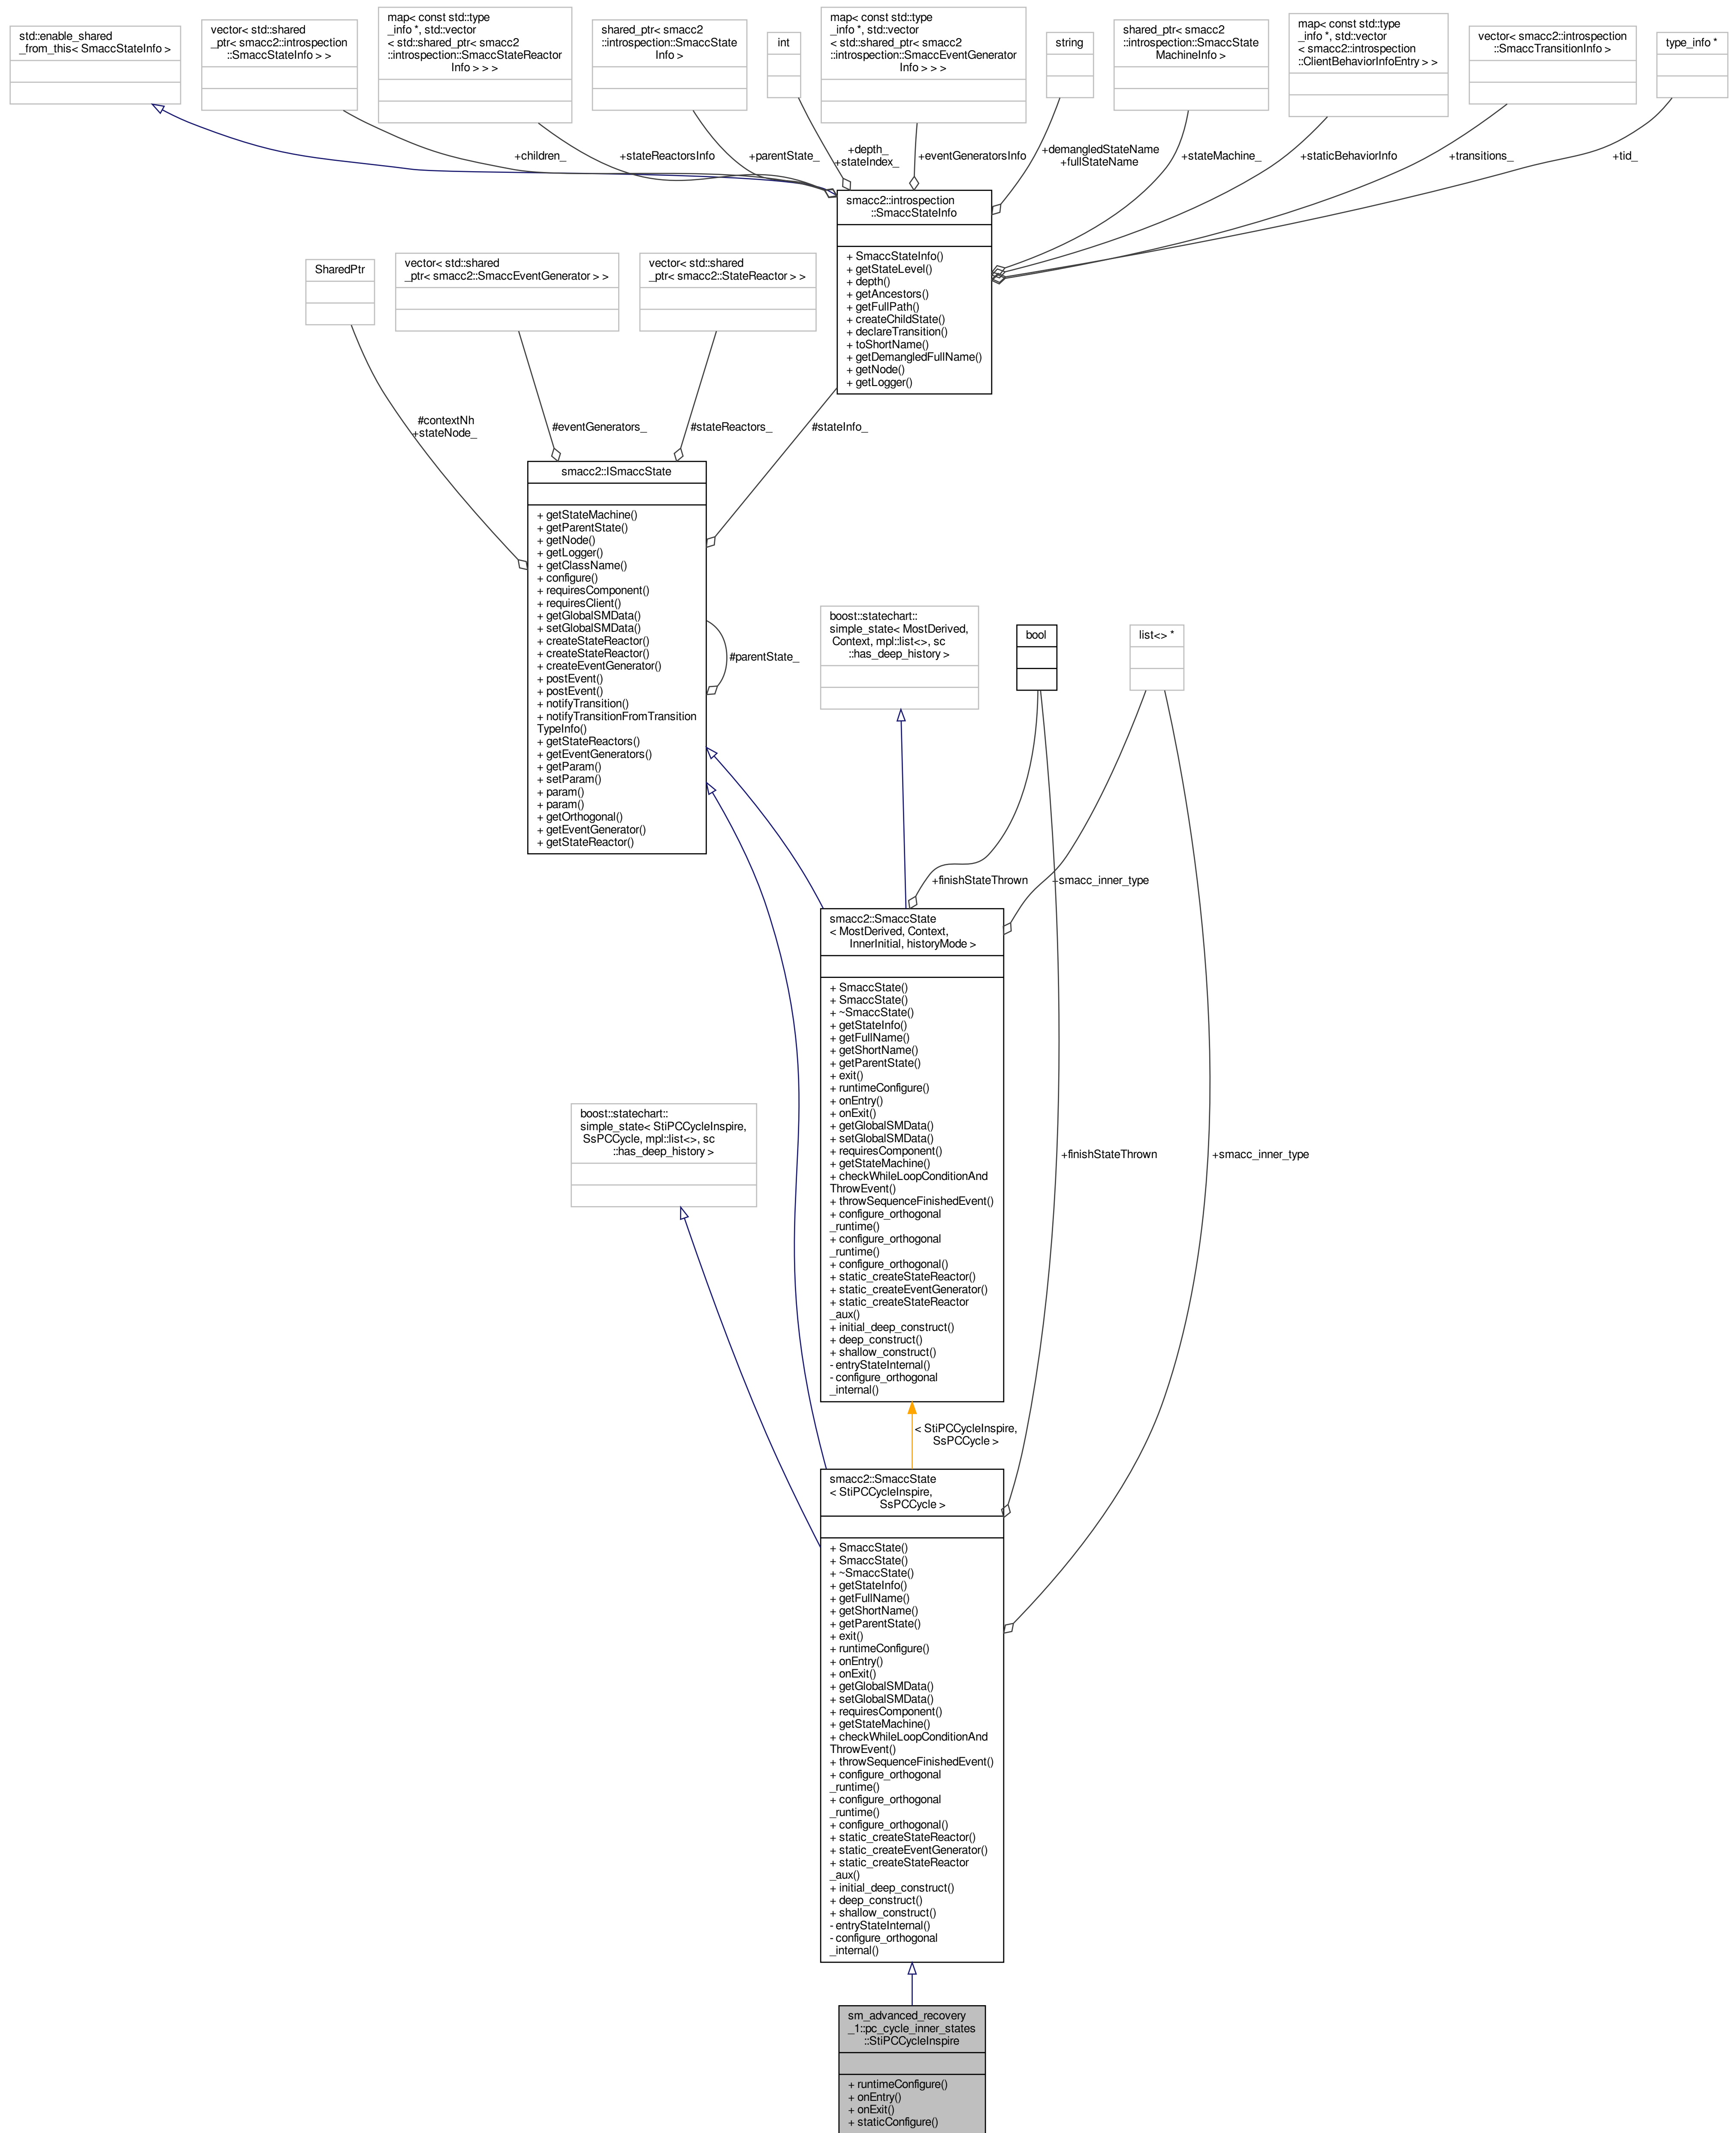 std::enable_shared
_from_this< SmaccStateInfo >
vector< std::shared
_ptr< smacc2::introspection
::SmaccStateInfo > >
map< const std::type
_info *, std::vector
< std::shared_ptr< smacc2
::introspection::SmaccStateReactor
Info > > >
shared_ptr< smacc2
::introspection::SmaccState
Info >
int
map< const std::type
_info *, std::vector
< std::shared_ptr< smacc2
::introspection::SmaccEventGenerator
Info > > >
string
shared_ptr< smacc2
::introspection::SmaccState
MachineInfo >
map< const std::type
_info *, std::vector
< smacc2::introspection
::ClientBehaviorInfoEntry > >
vector< smacc2::introspection
::SmaccTransitionInfo >
type_info *
+children_
+stateReactorsInfo
+parentState_
+depth_
+stateIndex_
+eventGeneratorsInfo
+demangledStateName
+fullStateName
+stateMachine_
+staticBehaviorInfo
+transitions_
+tid_
smacc2::introspection
::SmaccStateInfo
+ SmaccStateInfo()
+ getStateLevel()
+ depth()
+ getAncestors()
+ getFullPath()
+ createChildState()
+ declareTransition()
+ toShortName()
+ getDemangledFullName()
+ getNode()
+ getLogger()
SharedPtr
vector< std::shared
_ptr< smacc2::SmaccEventGenerator > >
vector< std::shared
_ptr< smacc2::StateReactor > >
#contextNh
+stateNode_
#eventGenerators_
#stateReactors_
#stateInfo_
smacc2::ISmaccState
+ getStateMachine()
+ getParentState()
+ getNode()
+ getLogger()
+ getClassName()
+ configure()
+ requiresComponent()
+ requiresClient()
+ getGlobalSMData()
+ setGlobalSMData()
+ createStateReactor()
+ createStateReactor()
+ createEventGenerator()
+ postEvent()
+ postEvent()
+ notifyTransition()
+ notifyTransitionFromTransition
TypeInfo()
+ getStateReactors()
+ getEventGenerators()
+ getParam()
+ setParam()
+ param()
+ param()
+ getOrthogonal()
+ getEventGenerator()
+ getStateReactor()
#parentState_
boost::statechart::
simple_state< MostDerived,
Context, mpl::list<>, sc
::has_deep_history >
bool
list<> *
+finishStateThrown
+smacc_inner_type
smacc2::SmaccState
< MostDerived, Context,
InnerInitial, historyMode >
+ SmaccState()
+ SmaccState()
+ ~SmaccState()
+ getStateInfo()
+ getFullName()
+ getShortName()
+ getParentState()
+ exit()
+ runtimeConfigure()
+ onEntry()
+ onExit()
+ getGlobalSMData()
+ setGlobalSMData()
+ requiresComponent()
+ getStateMachine()
+ checkWhileLoopConditionAnd
ThrowEvent()
+ throwSequenceFinishedEvent()
+ configure_orthogonal
_runtime()
+ configure_orthogonal
_runtime()
+ configure_orthogonal()
+ static_createStateReactor()
+ static_createEventGenerator()
+ static_createStateReactor
_aux()
+ initial_deep_construct()
+ deep_construct()
+ shallow_construct()
- entryStateInternal()
- configure_orthogonal
_internal()
boost::statechart::
simple_state< StiPCCycleInspire,
SsPCCycle, mpl::list<>, sc
::has_deep_history >
+finishStateThrown
+smacc_inner_type
< StiPCCycleInspire,
SsPCCycle >
smacc2::SmaccState
< StiPCCycleInspire,
SsPCCycle >
+ SmaccState()
+ SmaccState()
+ ~SmaccState()
+ getStateInfo()
+ getFullName()
+ getShortName()
+ getParentState()
+ exit()
+ runtimeConfigure()
+ onEntry()
+ onExit()
+ getGlobalSMData()
+ setGlobalSMData()
+ requiresComponent()
+ getStateMachine()
+ checkWhileLoopConditionAnd
ThrowEvent()
+ throwSequenceFinishedEvent()
+ configure_orthogonal
_runtime()
+ configure_orthogonal
_runtime()
+ configure_orthogonal()
+ static_createStateReactor()
+ static_createEventGenerator()
+ static_createStateReactor
_aux()
+ initial_deep_construct()
+ deep_construct()
+ shallow_construct()
- entryStateInternal()
- configure_orthogonal
_internal()
sm_advanced_recovery
_1::pc_cycle_inner_states
::StiPCCycleInspire
+ runtimeConfigure()
+ onEntry()
+ onExit()
+ staticConfigure()